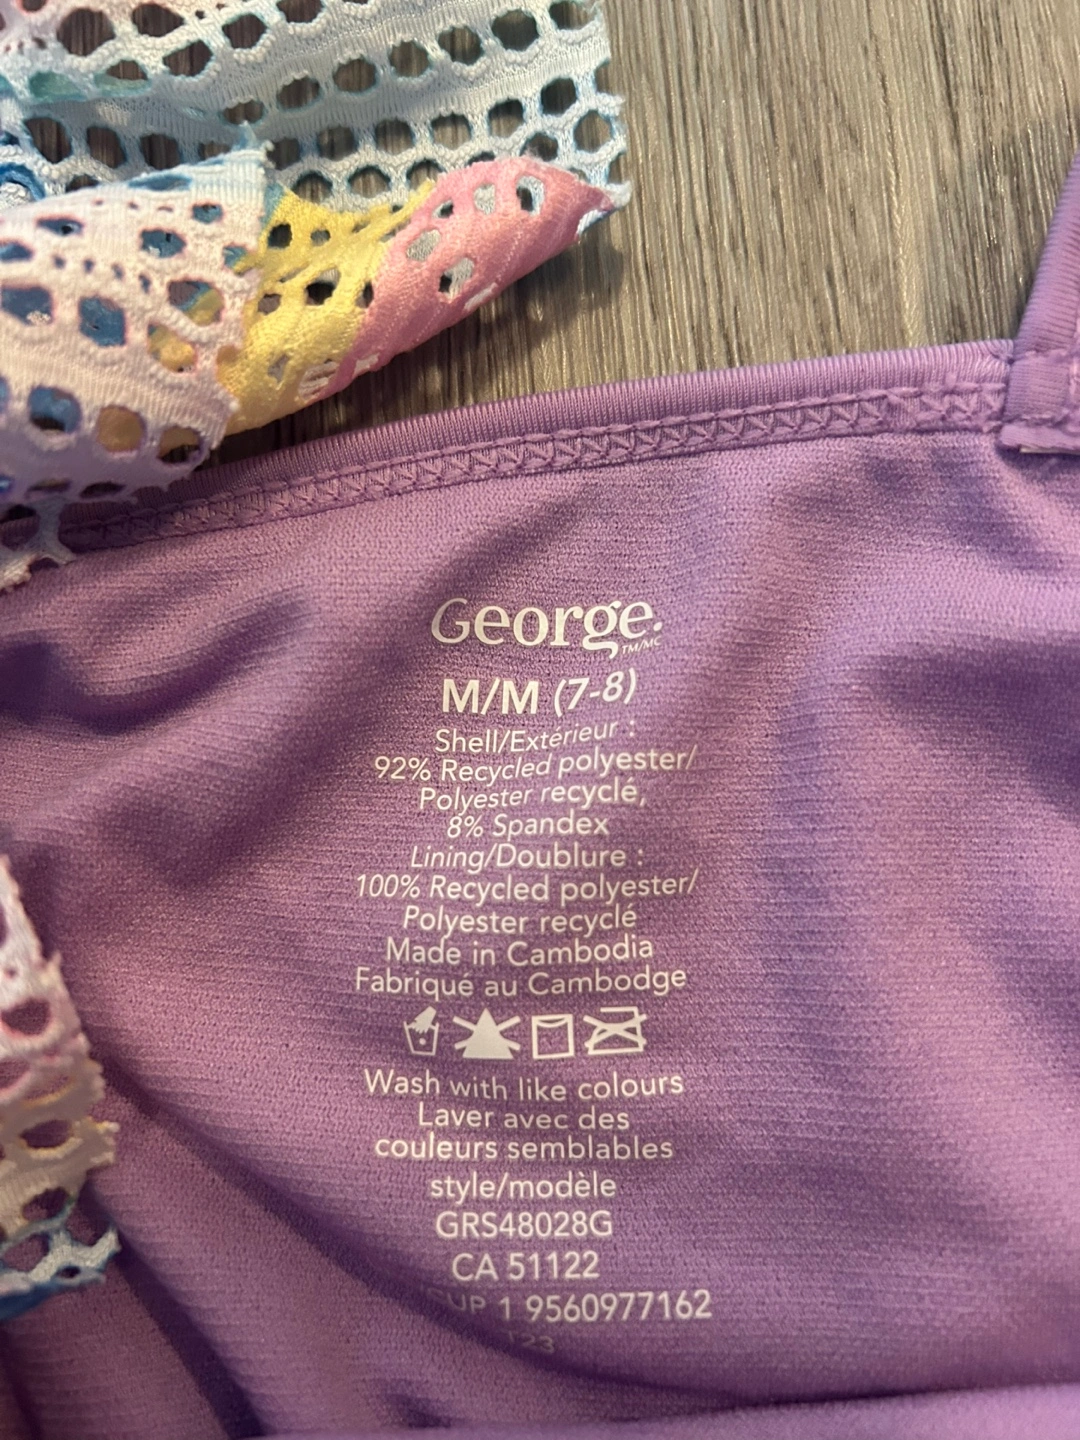 George.
TM/MC
M/M (7-8)
Shell/Extérieur :
92% Recycled polyester/
Polyester recyclé,
8% Spandex
Lining/Doublure :
100% Recycled polyester/
Polyester recyclé
Made in Cambodia
Fabriqué au Cambodge
Wash with like colours
Laver avec des
couleurs semblables
style/modèle
GRS48028G
CA 51122
1 9560977162